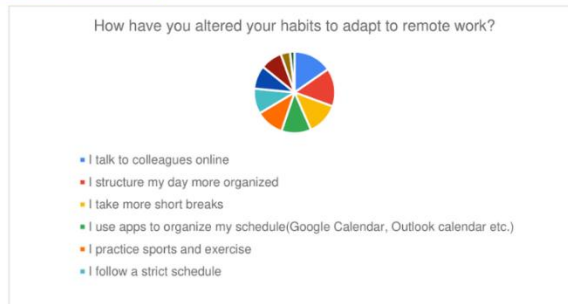 How have you altered your habits to adapt to remote work?
I talk to colleagues online
I structure my day more organized
I take more short breaks
I use apps to organize my schedule(Google Calendar, Outlook calendar etc.)
I practice sports and exercise
I follow a strict schedule